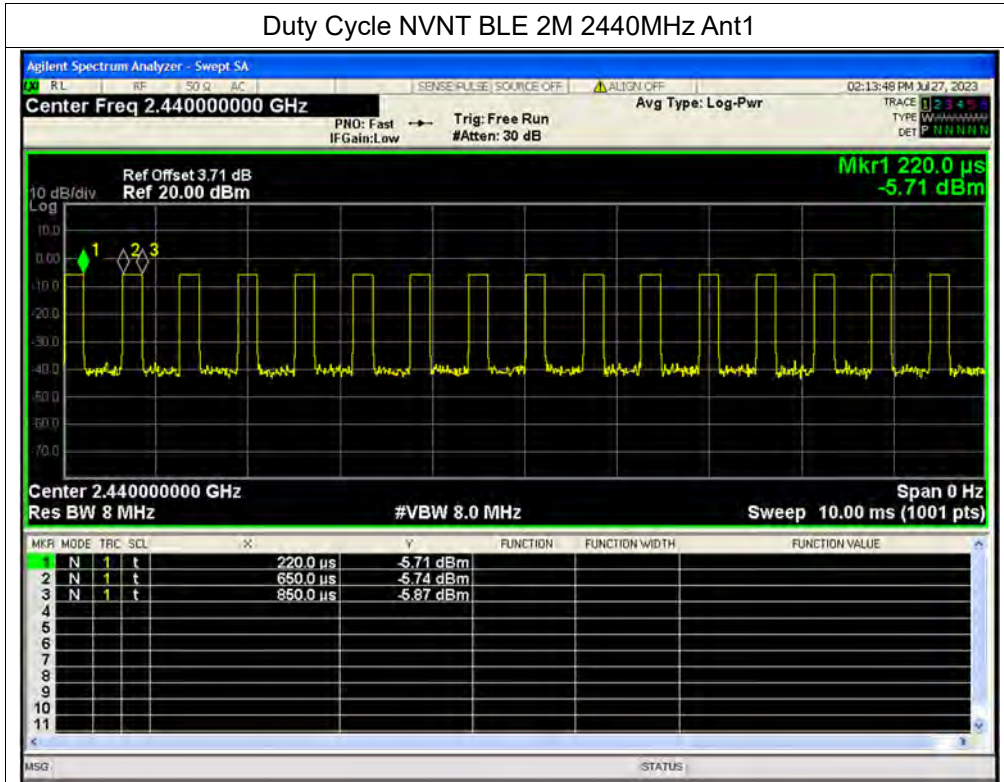 Duty Cycle NVNT BLE 2M 2440MHz Ant1
Agilent Spectrum Analyzer - Swept SA
LXI RL RF 50 Ω AC SENSE:PULSE SOURCE OFF ALIGN OFF 02:13:48 PM Jul 27, 2023
Center Freq 2.440000000 GHz Avg Type: Log-Pwr TRACE 1 2 3 4 5 6
PNO: Fast Trig: Free Run TYPE W
IFGain:Low #Atten: 30 dB DET P N N N N N
Mkr1 220.0 µs
Ref Offset 3.71 dB
-5.71 dBm
10 dB/div Ref 20.00 dBm
Log
10.0
1 2 3
0.00
-10.0
-20.0
-30.0
-40.0
-50.0
-60.0
-70.0
Center 2.440000000 GHz Span 0 Hz
Res BW 8 MHz #VBW 8.0 MHz Sweep 10.00 ms (1001 pts)
MKR MODE TRC SCL X Y FUNCTION FUNCTION WIDTH FUNCTION VALUE
1 N 1 t 220.0 µs -5.71 dBm
2 N 1 t 650.0 µs -5.74 dBm
3 N 1 t 850.0 µs -5.87 dBm
4
5
6
7
8
9
10
11
MSG STATUS